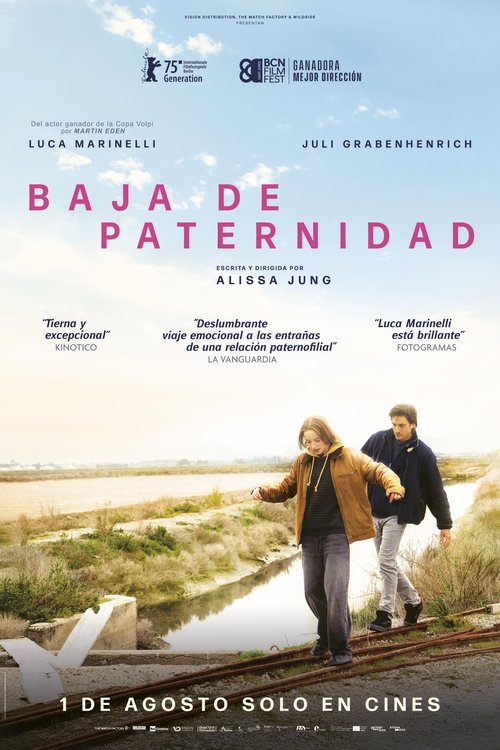 VISION DISTRIBUTION, THE MATCH FACTORY & WILDSIDE
PRESENTAN
75 Internationale
Filmfestspiele
Berlin
Generation
BCN
FILM
FEST
GANADORA
MEJOR DIRECCIÓN
Del actor ganador de la Copa Volpi
por MARTIN EDEN
LUCA MARINELLI
JULI GRABENHENRICH
BAJA DE
PATERNIDAD
ESCRITA Y DIRIGIDA POR
ALISSA JUNG
"Tierna y
excepcional"
KINOTICO
"Deslumbrante
viaje emocional a las entrañas
de una relación paternofilial"
LA VANGUARDIA
"Luca Marinelli
está brillante"
FOTOGRAMAS
1 DE AGOSTO SOLO EN CINES
THE MATCH FACTORY